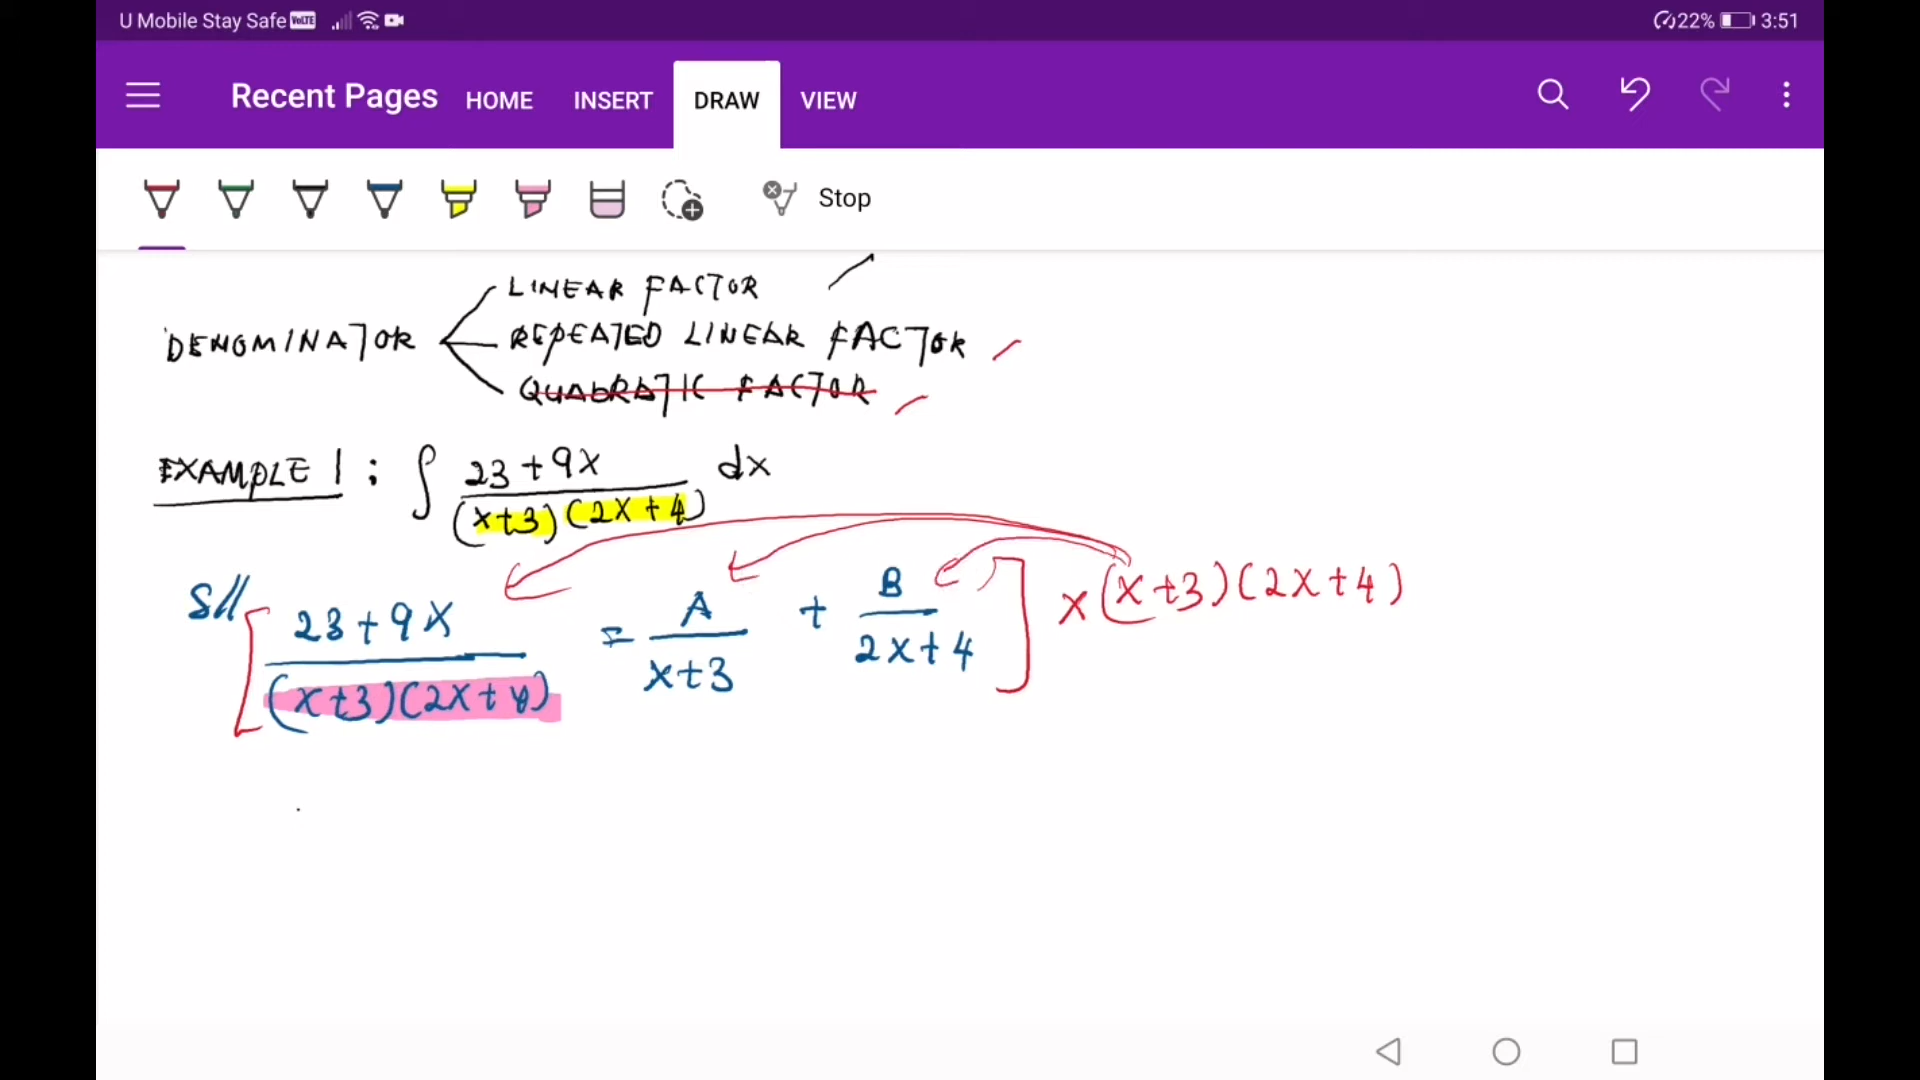 U Mobile Stay Safe VoLTE 22% 3:51
Recent Pages HOME INSERT DRAW VIEW
Stop
LINEAR FACTOR
DENOMINATOR REPEATED LINEAR FACTOR
QUADRATIC FACTOR
EXAMPLE 1 : ∫ 23 + 9x dx
(x+3) (2x + 4)
Sll
[ 23 + 9x = A + B ] x (x+3) (2x + 4)
(x+3)(2x+4) x+3 2x+4